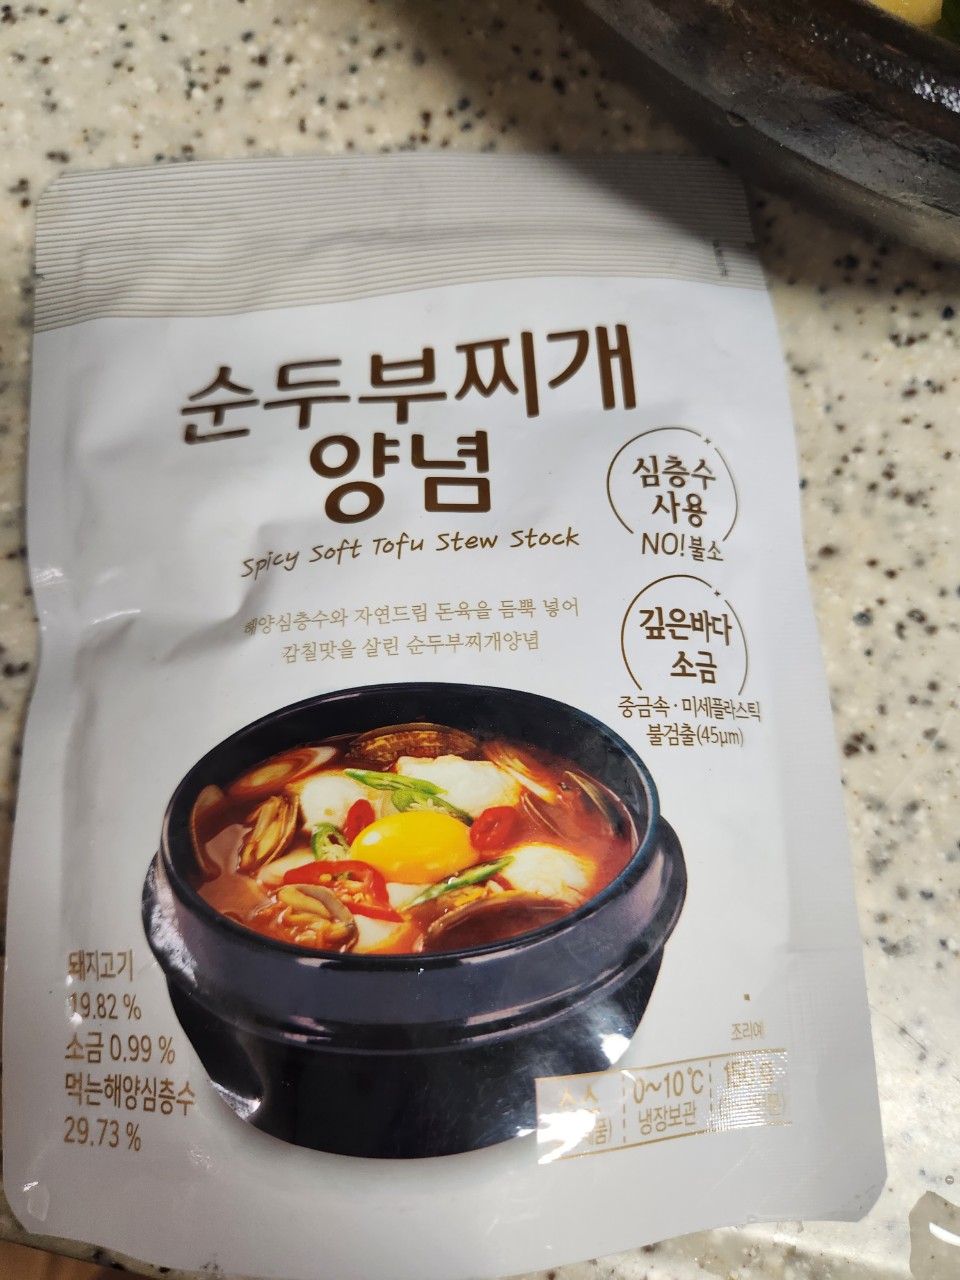 순두부찌개
양념
Spicy Soft Tofu Stew Stock
해양심층수와 자연드림 돈육을 듬뿍 넣어
감칠맛을 살린 순두부찌개양념
심층수
사용
NO!불소
깊은바다
소금
중금속·미세플라스틱
불검출(45μm)
돼지고기
19.82 %
소금 0.99 %
먹는해양심층수
29.73 %
조리예
0~10℃
냉장보관
150 g